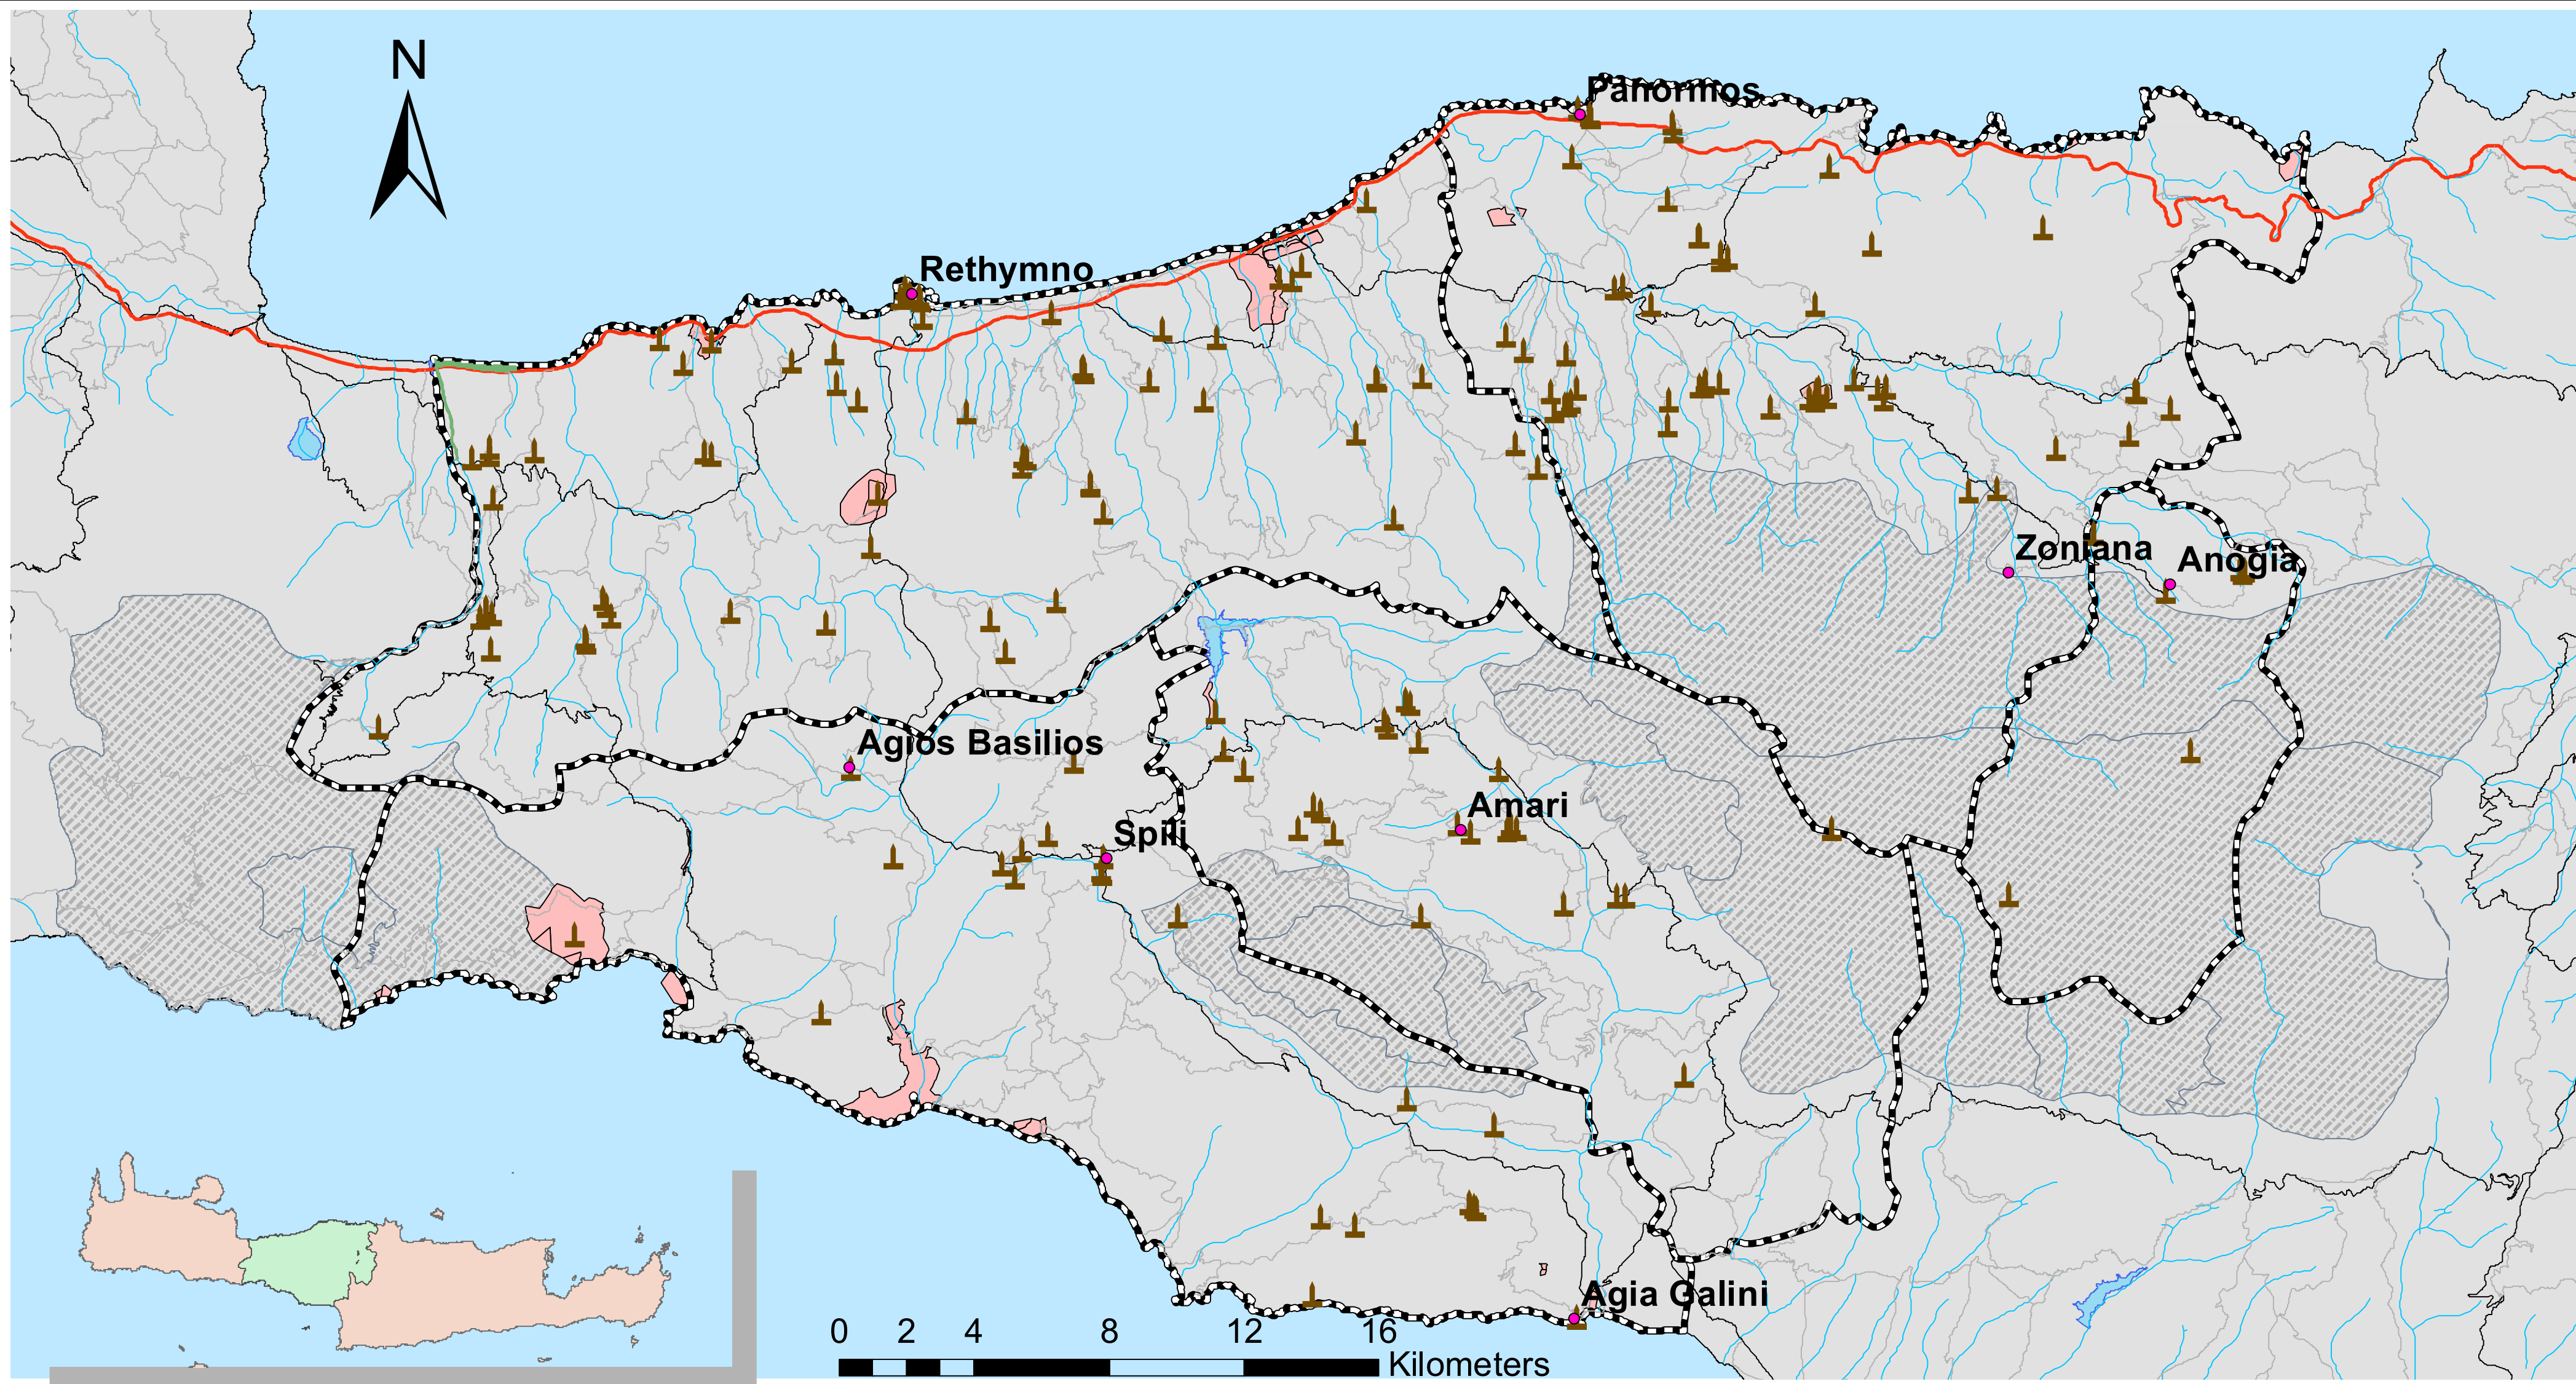 N
Panormos
Rethymno
Zoniana
Anogia
Agios Basilios
Amari
Spili
Agia Galini
0 2 4 8 12 16
Kilometers